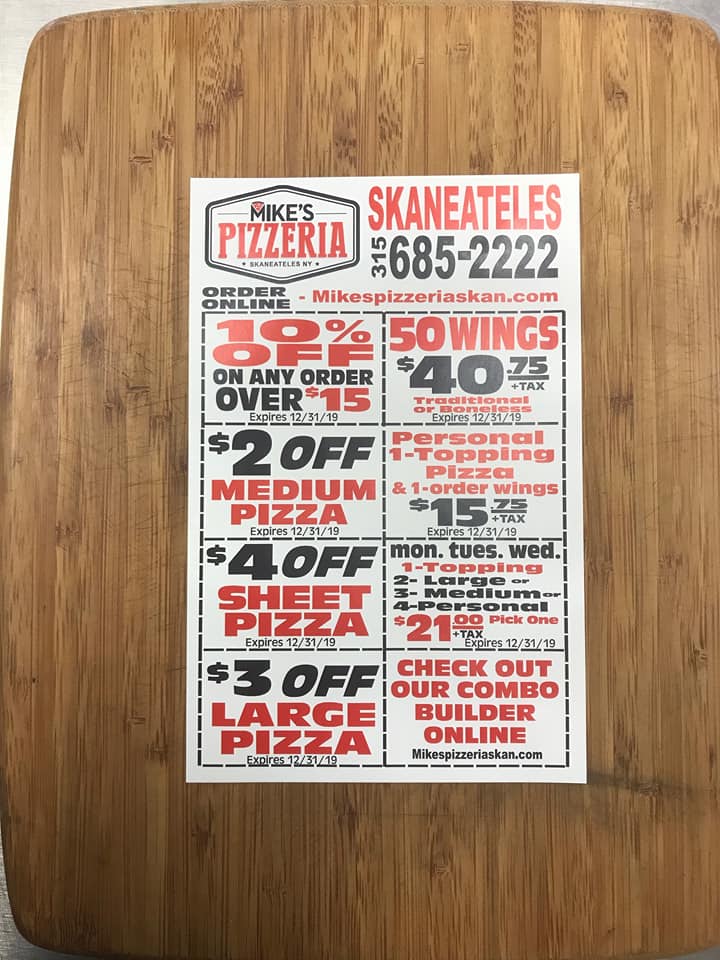 MIKE'S
PIZZERIA
★ SKANEATELES NY ★
SKANEATELES
315 685-2222
ORDER
ONLINE - Mikespizzeriaskan.com
10%
OFF
ON ANY ORDER
OVER $15
Expires 12/31/19
50 WINGS
$40.75
+TAX
Traditional
or Boneless
Expires 12/31/19
$2 OFF
MEDIUM
PIZZA
Expires 12/31/19
Personal
1-Topping
Pizza
& 1-order wings
$15.75
+TAX
Expires 12/31/19
$4 OFF
SHEET
PIZZA
Expires 12/31/19
mon. tues. wed.
1-Topping
2- Large or
3- Medium or
4-Personal
$21.00 Pick One
+TAX
Expires 12/31/19
$3 OFF
LARGE
PIZZA
Expires 12/31/19
CHECK OUT
OUR COMBO
BUILDER
ONLINE
Mikespizzeriaskan.com